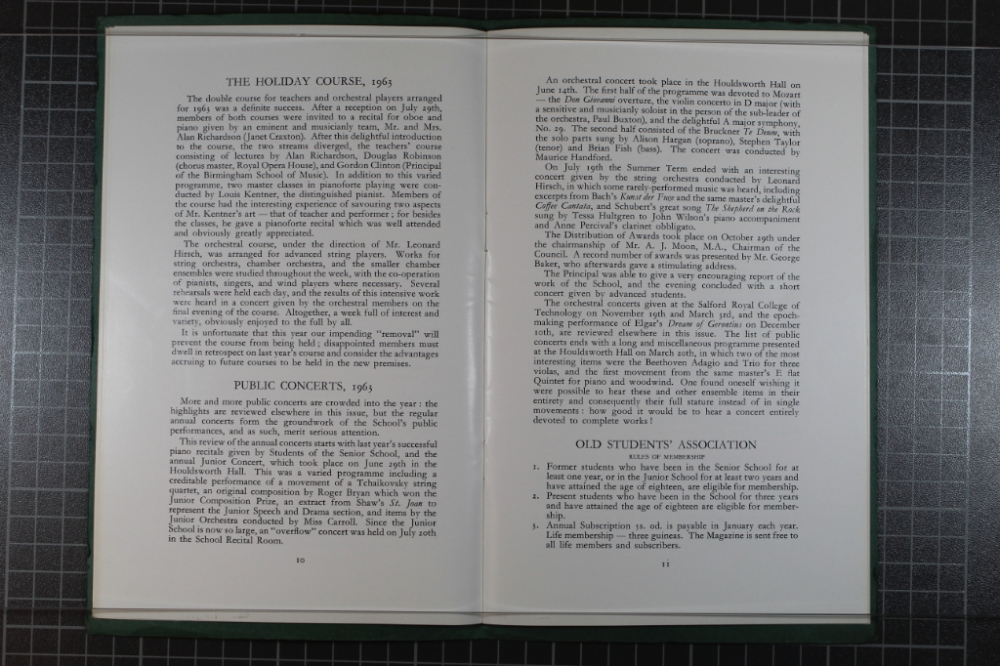 THE HOLIDAY COURSE, 1963
The double course for teachers and orchestral players arranged
for 1963 was a definite success. After a reception on July 29th,
members of both courses were invited to a recital for oboe and
piano given by an eminent and musicianly team, Mr. and Mrs.
Alan Richardson (Janet Craxton). After this delightful introduction
to the course, the two streams diverged, the teachers' course
consisting of lectures by Alan Richardson, Douglas Robinson
(chorus master, Royal Opera House), and Gordon Clinton (Principal
of the Birmingham School of Music). In addition to this varied
programme, two master classes in pianoforte playing were con-
ducted by Louis Kentner, the distinguished pianist. Members of
the course had the interesting experience of savouring two aspects
of Mr. Kentner's art — that of teacher and performer; for besides
the classes, he gave a pianoforte recital which was well attended
and obviously greatly appreciated.
The orchestral course, under the direction of Mr. Leonard
Hirsch, was arranged for advanced string players. Works for
string orchestra, chamber orchestra, and the smaller chamber
ensembles were studied throughout the week, with the co-operation
of pianists, singers, and wind players where necessary. Several
rehearsals were held each day, and the results of this intensive work
were heard in a concert given by the orchestral members on the
final evening of the course. Altogether, a week full of interest and
variety, obviously enjoyed to the full by all.
It is unfortunate that this year our impending "removal" will
prevent the course from being held; disappointed members must
dwell in retrospect on last year's course and consider the advantages
accruing to future courses to be held in the new premises.
PUBLIC CONCERTS, 1963
More and more public concerts are crowded into the year: the
highlights are reviewed elsewhere in this issue, but the regular
annual concerts form the groundwork of the School's public
performances, and as such, merit serious attention.
This review of the annual concerts starts with last year's successful
piano recitals given by Students of the Senior School, and the
annual Junior Concert, which took place on June 29th in the
Houldsworth Hall. This was a varied programme including a
creditable performance of a movement of a Tchaikovsky string
quartet, an original composition by Roger Bryan which won the
Junior Composition Prize, an extract from Shaw's St. Joan to
represent the Junior Speech and Drama section, and items by the
Junior Orchestra conducted by Miss Carroll. Since the Junior
School is now so large, an "overflow" concert was held on July 20th
in the School Recital Room.
10
An orchestral concert took place in the Houldsworth Hall on
June 14th. The first half of the programme was devoted to Mozart
— the Don Giovanni overture, the violin concerto in D major (with
a sensitive and musicianly soloist in the person of the sub-leader of
the orchestra, Paul Buxton), and the delightful A major symphony,
No. 29. The second half consisted of the Bruckner Te Deum, with
the solo parts sung by Alison Hargan (soprano), Stephen Taylor
(tenor) and Brian Fish (bass). The concert was conducted by
Maurice Handford.
On July 19th the Summer Term ended with an interesting
concert given by the string orchestra conducted by Leonard
Hirsch, in which some rarely-performed music was heard, including
excerpts from Bach's Kunst der Fuge and the same master's delightful
Coffee Cantata, and Schubert's great song The Shepherd on the Rock
sung by Tessa Hultgren to John Wilson's piano accompaniment
and Anne Percival's clarinet obbligato.
The Distribution of Awards took place on October 29th under
the chairmanship of Mr. A. J. Moon, M.A., Chairman of the
Council. A record number of awards was presented by Mr. George
Baker, who afterwards gave a stimulating address.
The Principal was able to give a very encouraging report of the
work of the School, and the evening concluded with a short
concert given by advanced students.
The orchestral concerts given at the Salford Royal College of
Technology on November 19th and March 3rd, and the epoch-
making performance of Elgar's Dream of Gerontius on December
10th, are reviewed elsewhere in this issue. The list of public
concerts ends with a long and miscellaneous programme presented
at the Houldsworth Hall on March 20th, in which two of the most
interesting items were the Beethoven Adagio and Trio for three
violas, and the first movement from the same master's E flat
Quintet for piano and woodwind. One found oneself wishing it
were possible to hear these and other ensemble items in their
entirety and consequently their full stature instead of in single
movements: how good it would be to hear a concert entirely
devoted to complete works!
OLD STUDENTS' ASSOCIATION
RULES OF MEMBERSHIP
1. Former students who have been in the Senior School for at
least one year, or in the Junior School for at least two years and
have attained the age of eighteen, are eligible for membership.
2. Present students who have been in the School for three years
and have attained the age of eighteen are eligible for member-
ship.
3. Annual Subscription 5s. od. is payable in January each year.
Life membership — three guineas. The Magazine is sent free to
all life members and subscribers.
11